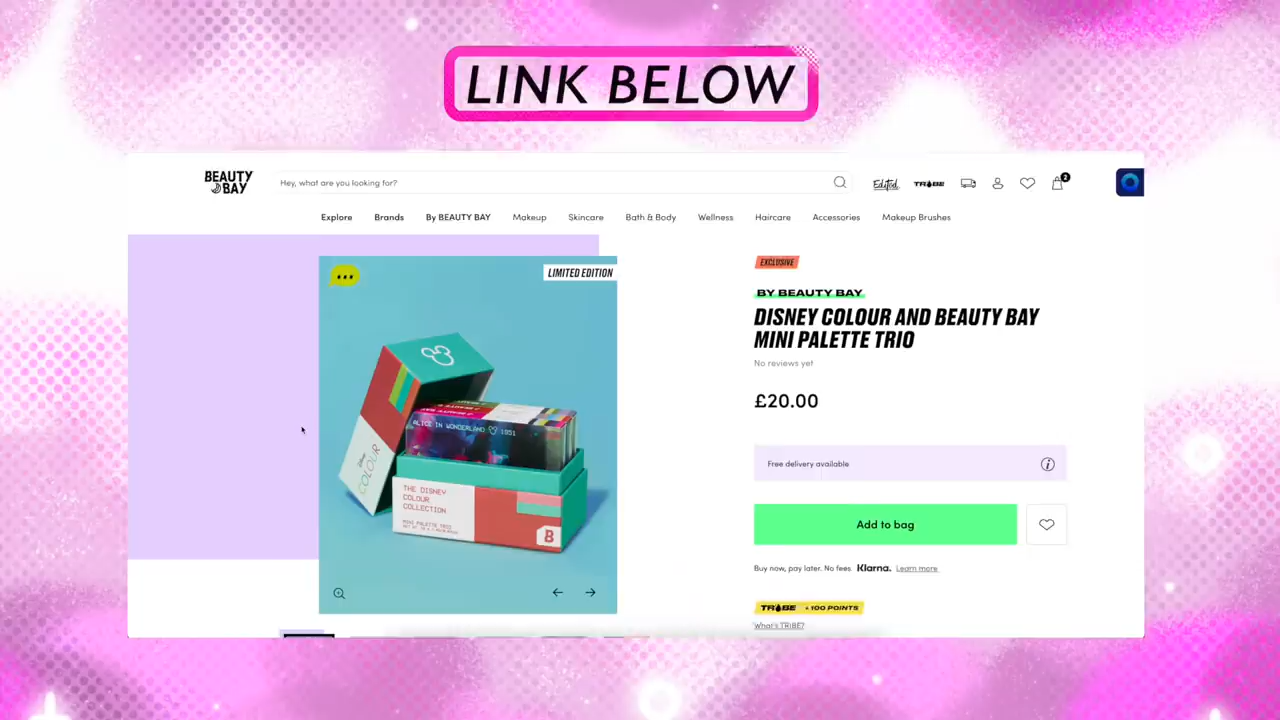 LINK BELOW
BEAUTY BAY
Hey, what are you looking for?
Edited
TRIBE
2
Explore
Brands
By BEAUTY BAY
Makeup
Skincare
Bath & Body
Wellness
Haircare
Accessories
Makeup Brushes
LIMITED EDITION
ALICE IN WONDERLAND 1951
Disney
COLOUR
THE DISNEY
COLOUR
COLLECTION
MINI PALETTE TRIO
B
EXCLUSIVE
BY BEAUTY BAY
DISNEY COLOUR AND BEAUTY BAY
MINI PALETTE TRIO
No reviews yet
£20.00
Free delivery available
Add to bag
Buy now, pay later. No fees Klarna. Learn more
TRIBE +100 POINTS
What's TRIBE?